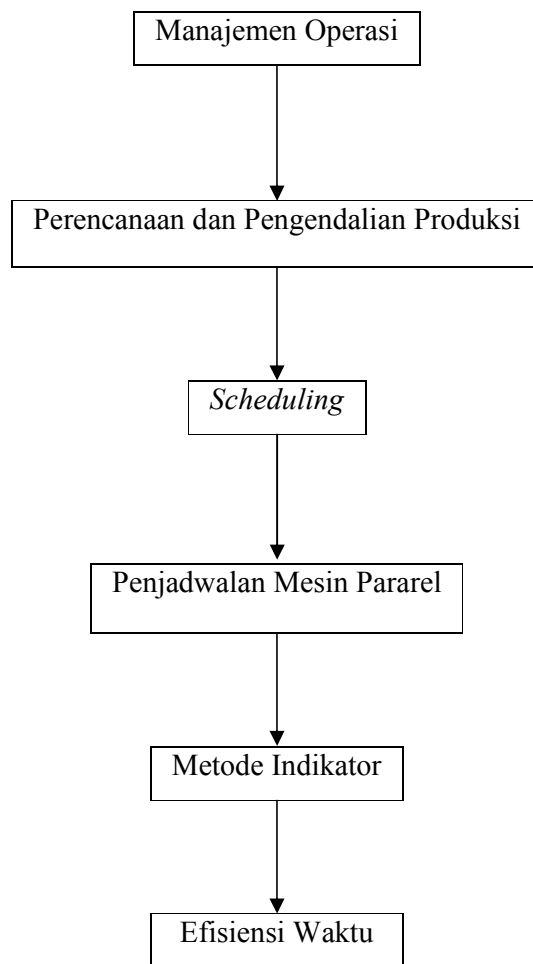 Manajemen Operasi
Perencanaan dan Pengendalian Produksi
Scheduling
Penjadwalan Mesin Pararel
Metode Indikator
Efisiensi Waktu